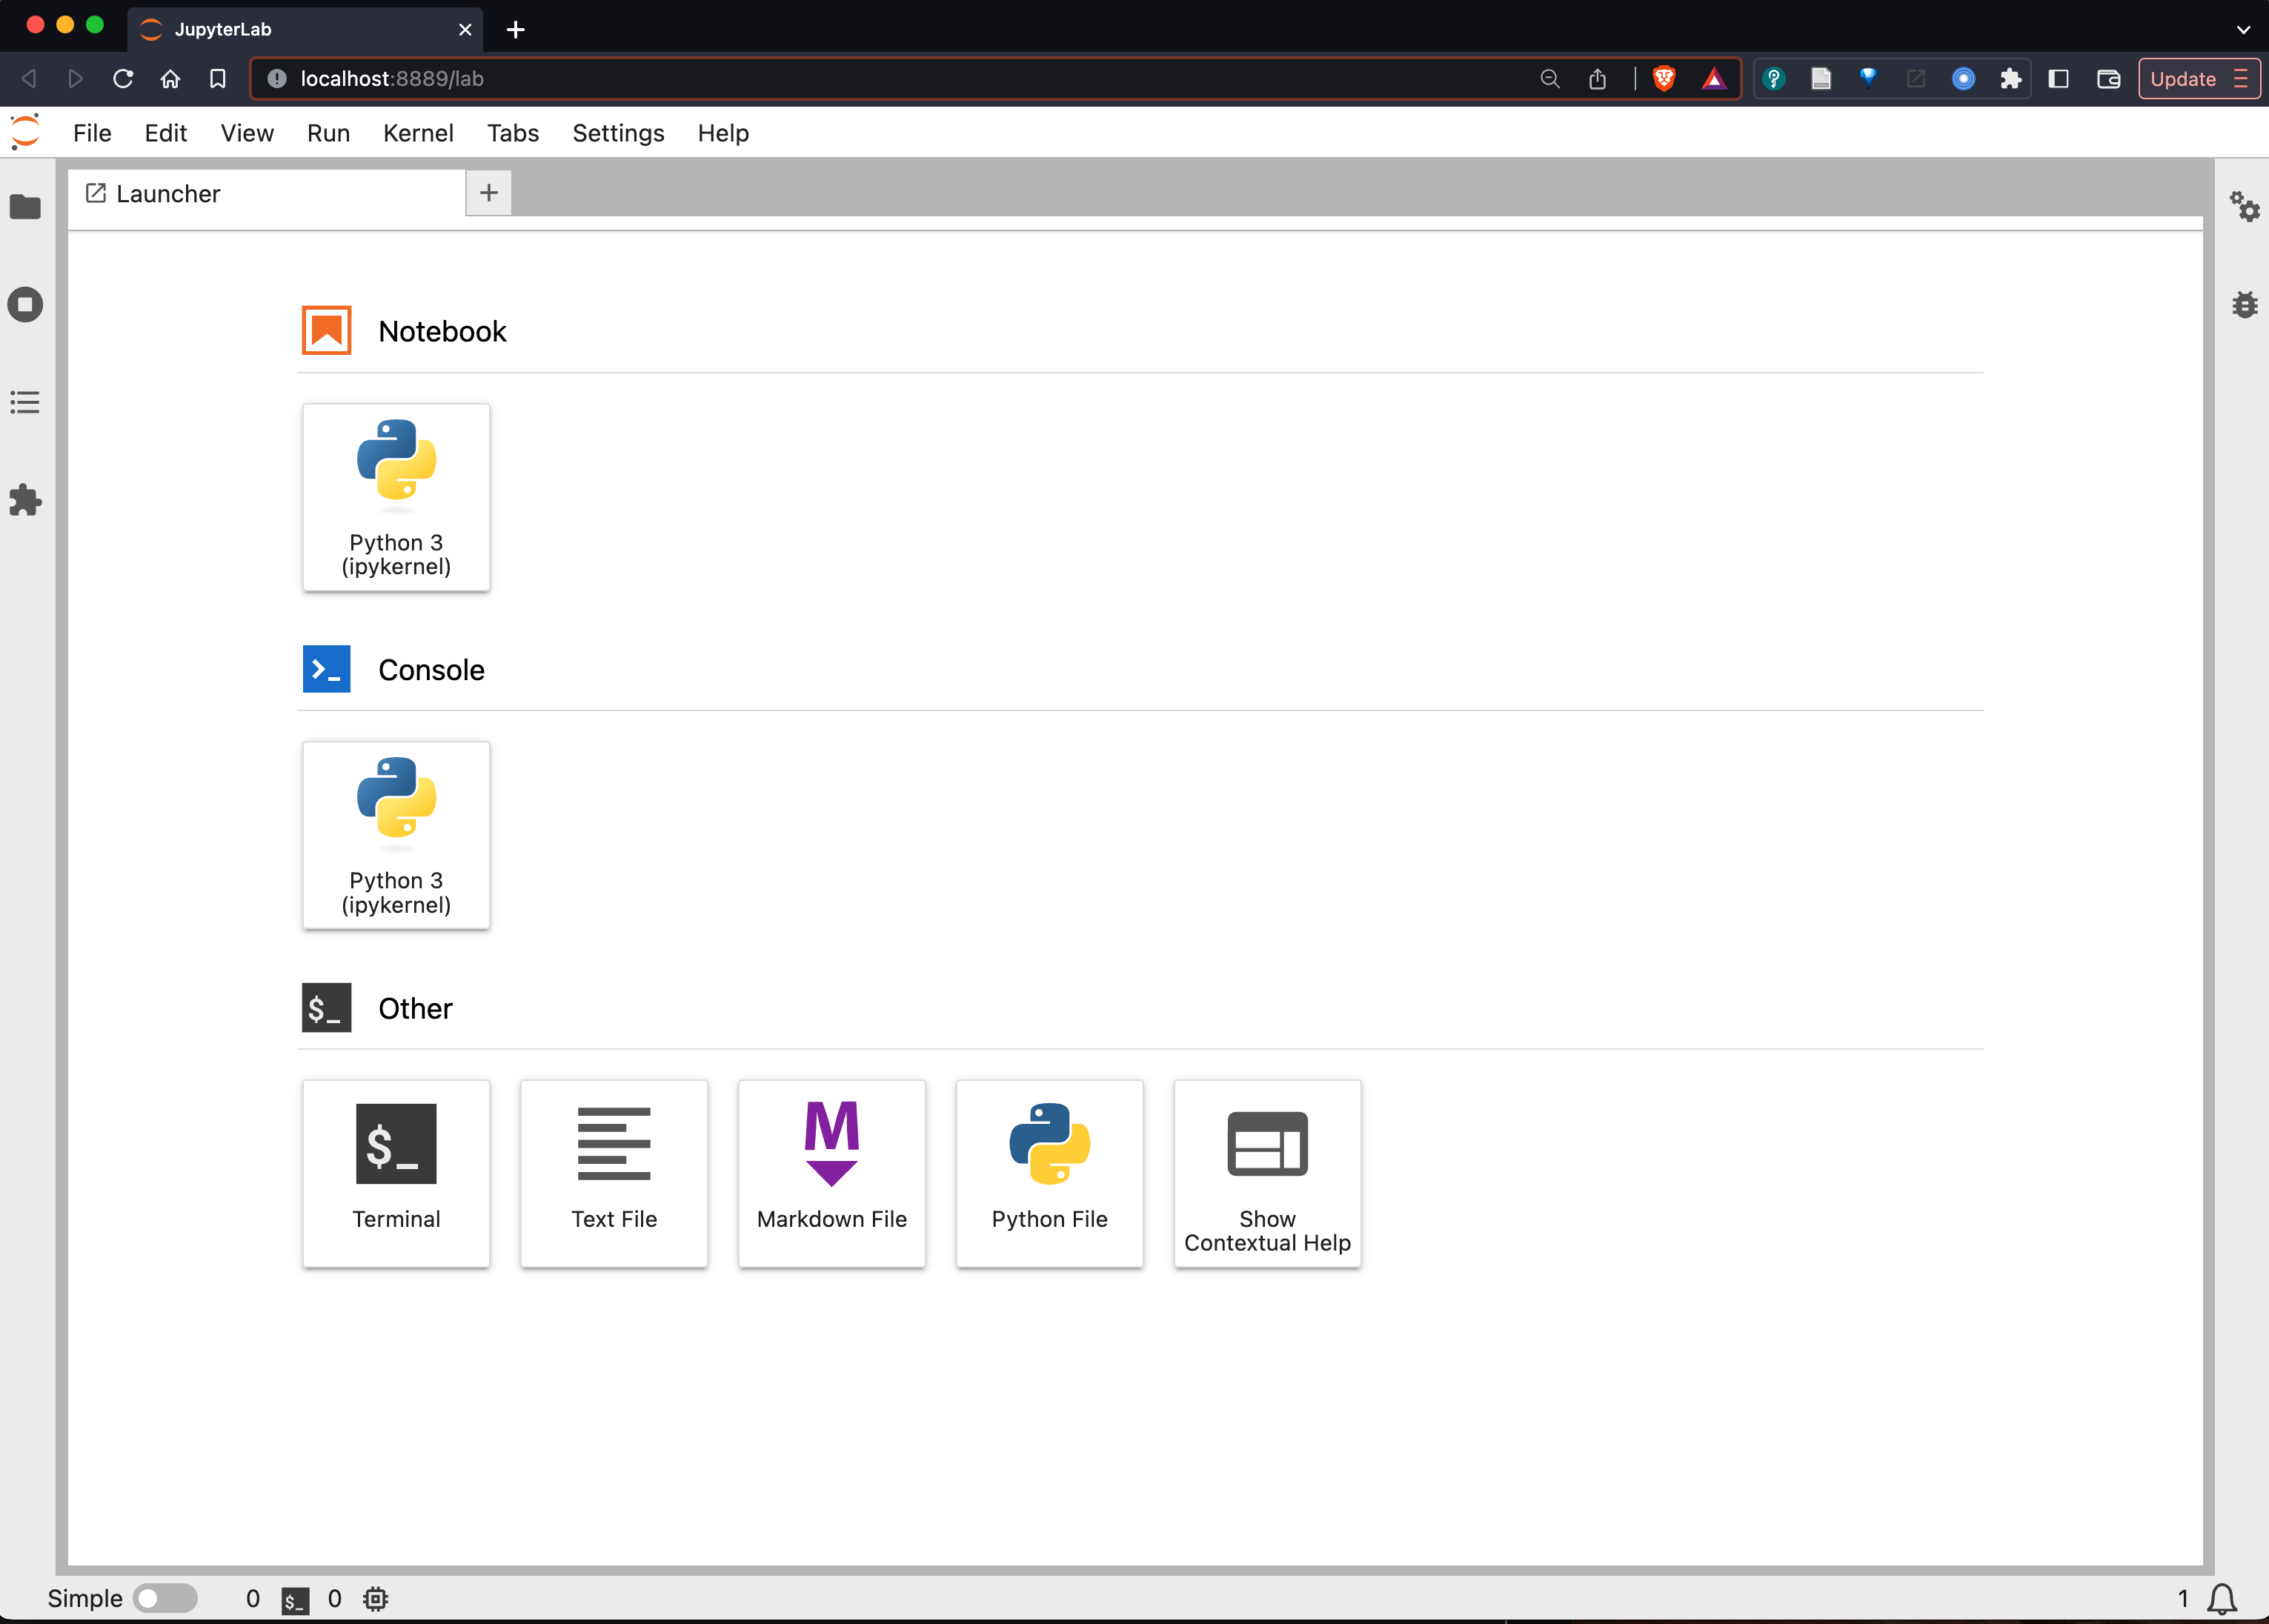 JupyterLab
localhost:8889/lab
Update
File Edit View Run Kernel Tabs Settings Help
Launcher
Notebook
Python 3
(ipykernel)
Console
Python 3
(ipykernel)
$_ Other
$_
Terminal
Text File
M
Markdown File
Python File
Show
Contextual Help
Simple 0 $_ 0 1